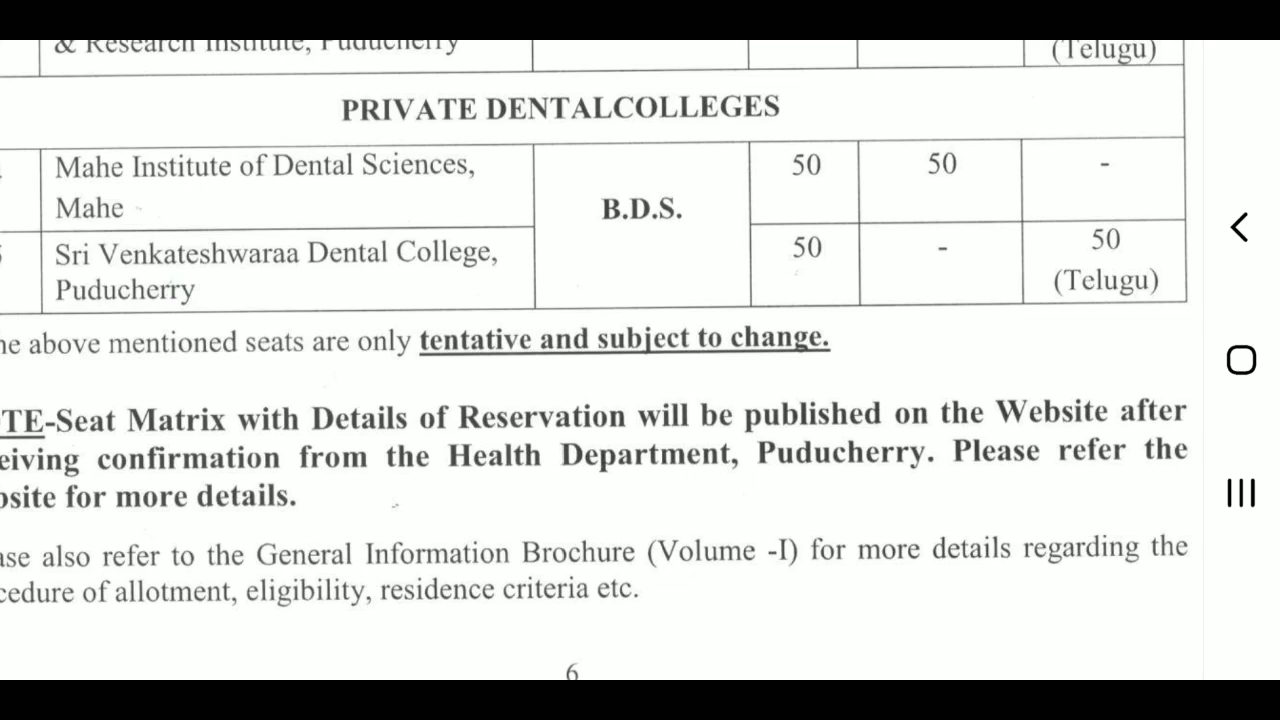 & Research Institute, Puducherry
(Telugu)
PRIVATE DENTALCOLLEGES
Mahe Institute of Dental Sciences,
Mahe
B.D.S.
50
50
-
Sri Venkateshwaraa Dental College,
Puducherry
50
-
50
(Telugu)
above mentioned seats are only tentative and subject to change.
TE-Seat Matrix with Details of Reservation will be published on the Website after
eiving confirmation from the Health Department, Puducherry. Please refer the
site for more details.
ase also refer to the General Information Brochure (Volume -I) for more details regarding the
cedure of allotment, eligibility, residence criteria etc.
6